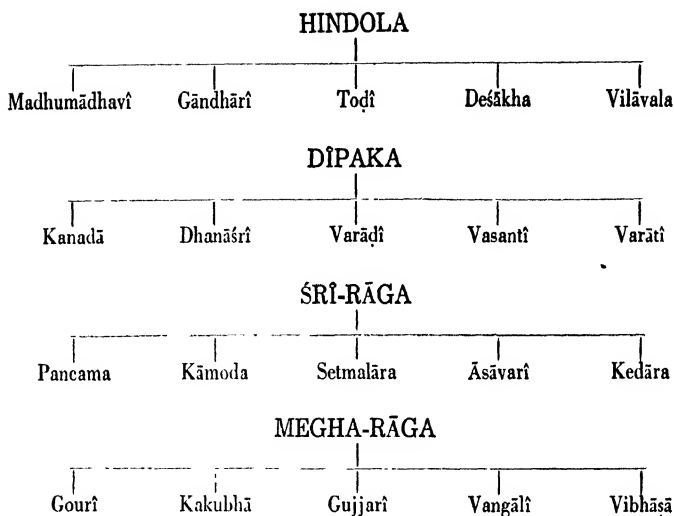 HINDOLA
Madhumādhavî Gāndhārî Toḍî Deśākha Vilāvala
DÎPAKA
Kanadā Dhanāśrî Varāḍî Vasantî Varātî
ŚRÎ-RĀGA
Pancama Kāmoda Setmalāra Āsāvarî Kedāra
MEGHA-RĀGA
Gourî Kakubhā Gujjarî Vangālî Vibhāṣā